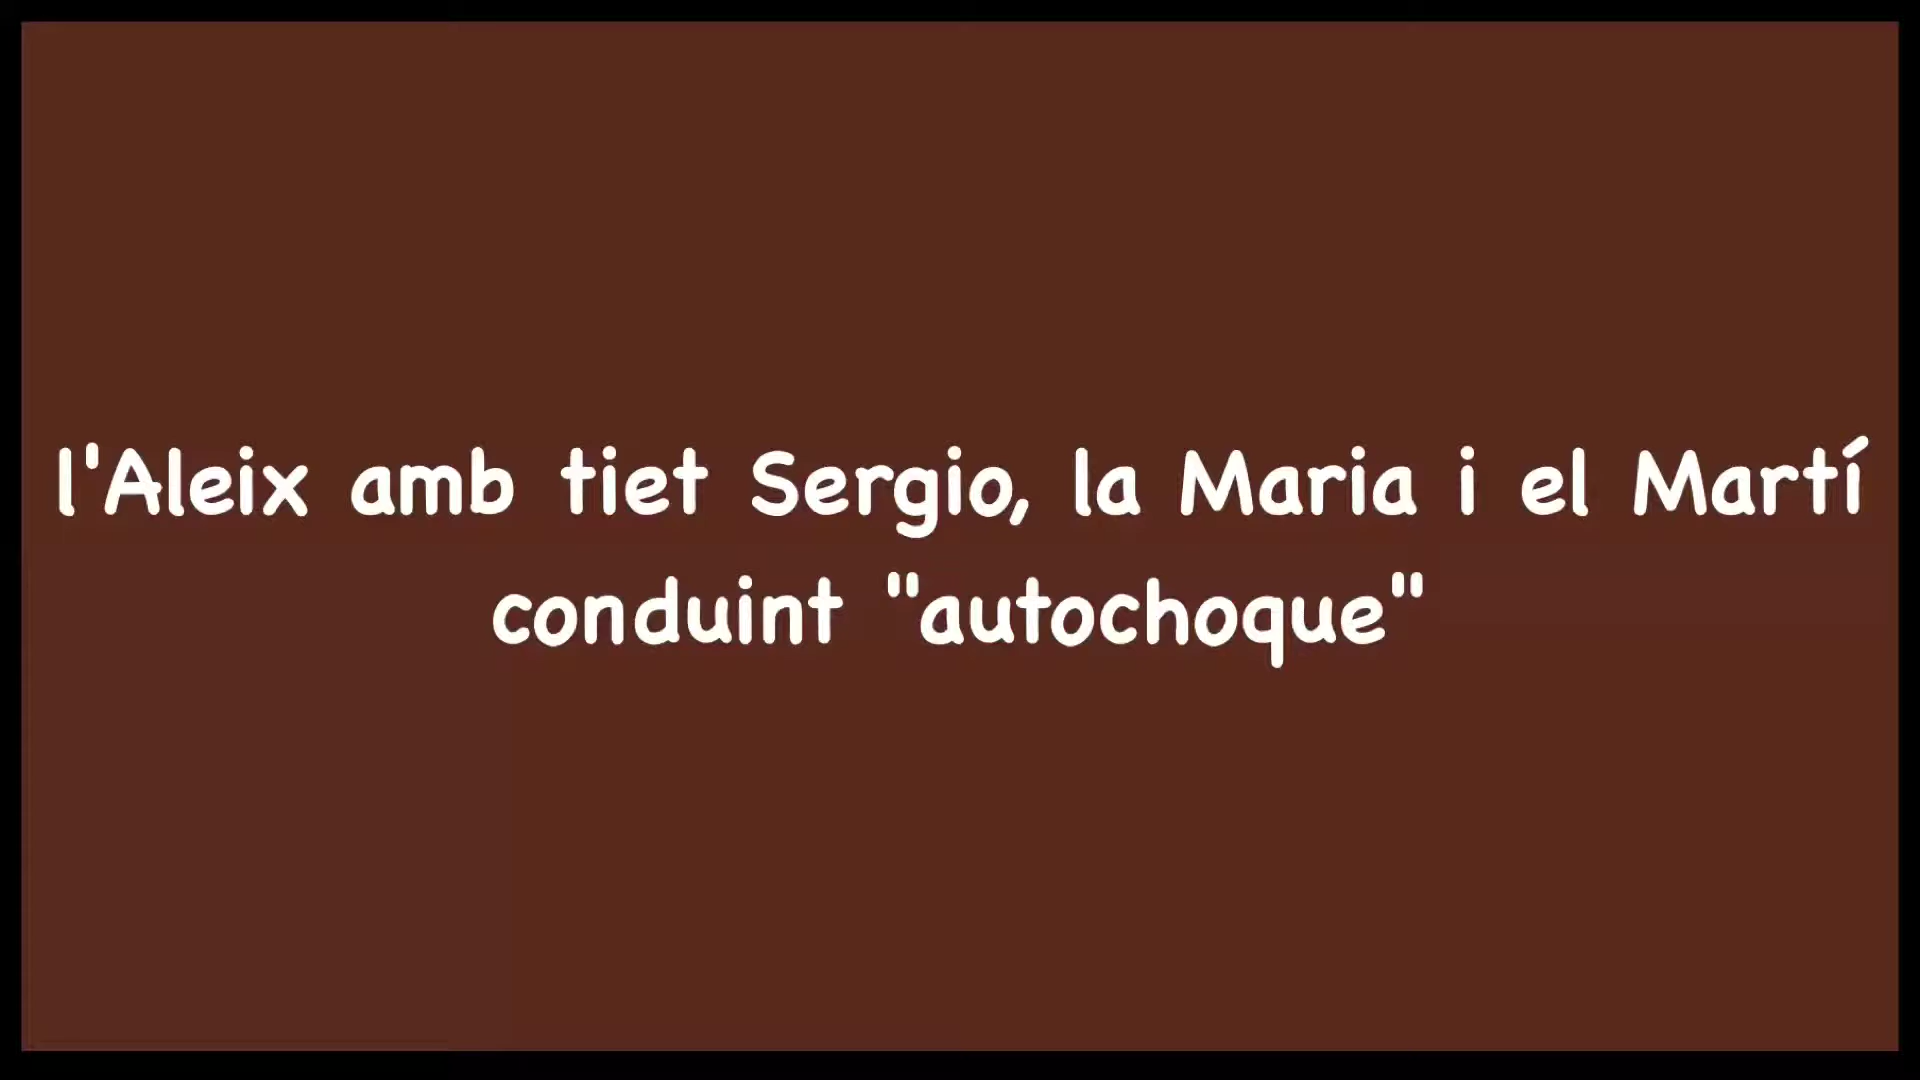 l'Aleix amb tiet Sergio, la Maria i el Martí
conduint "autochoque"